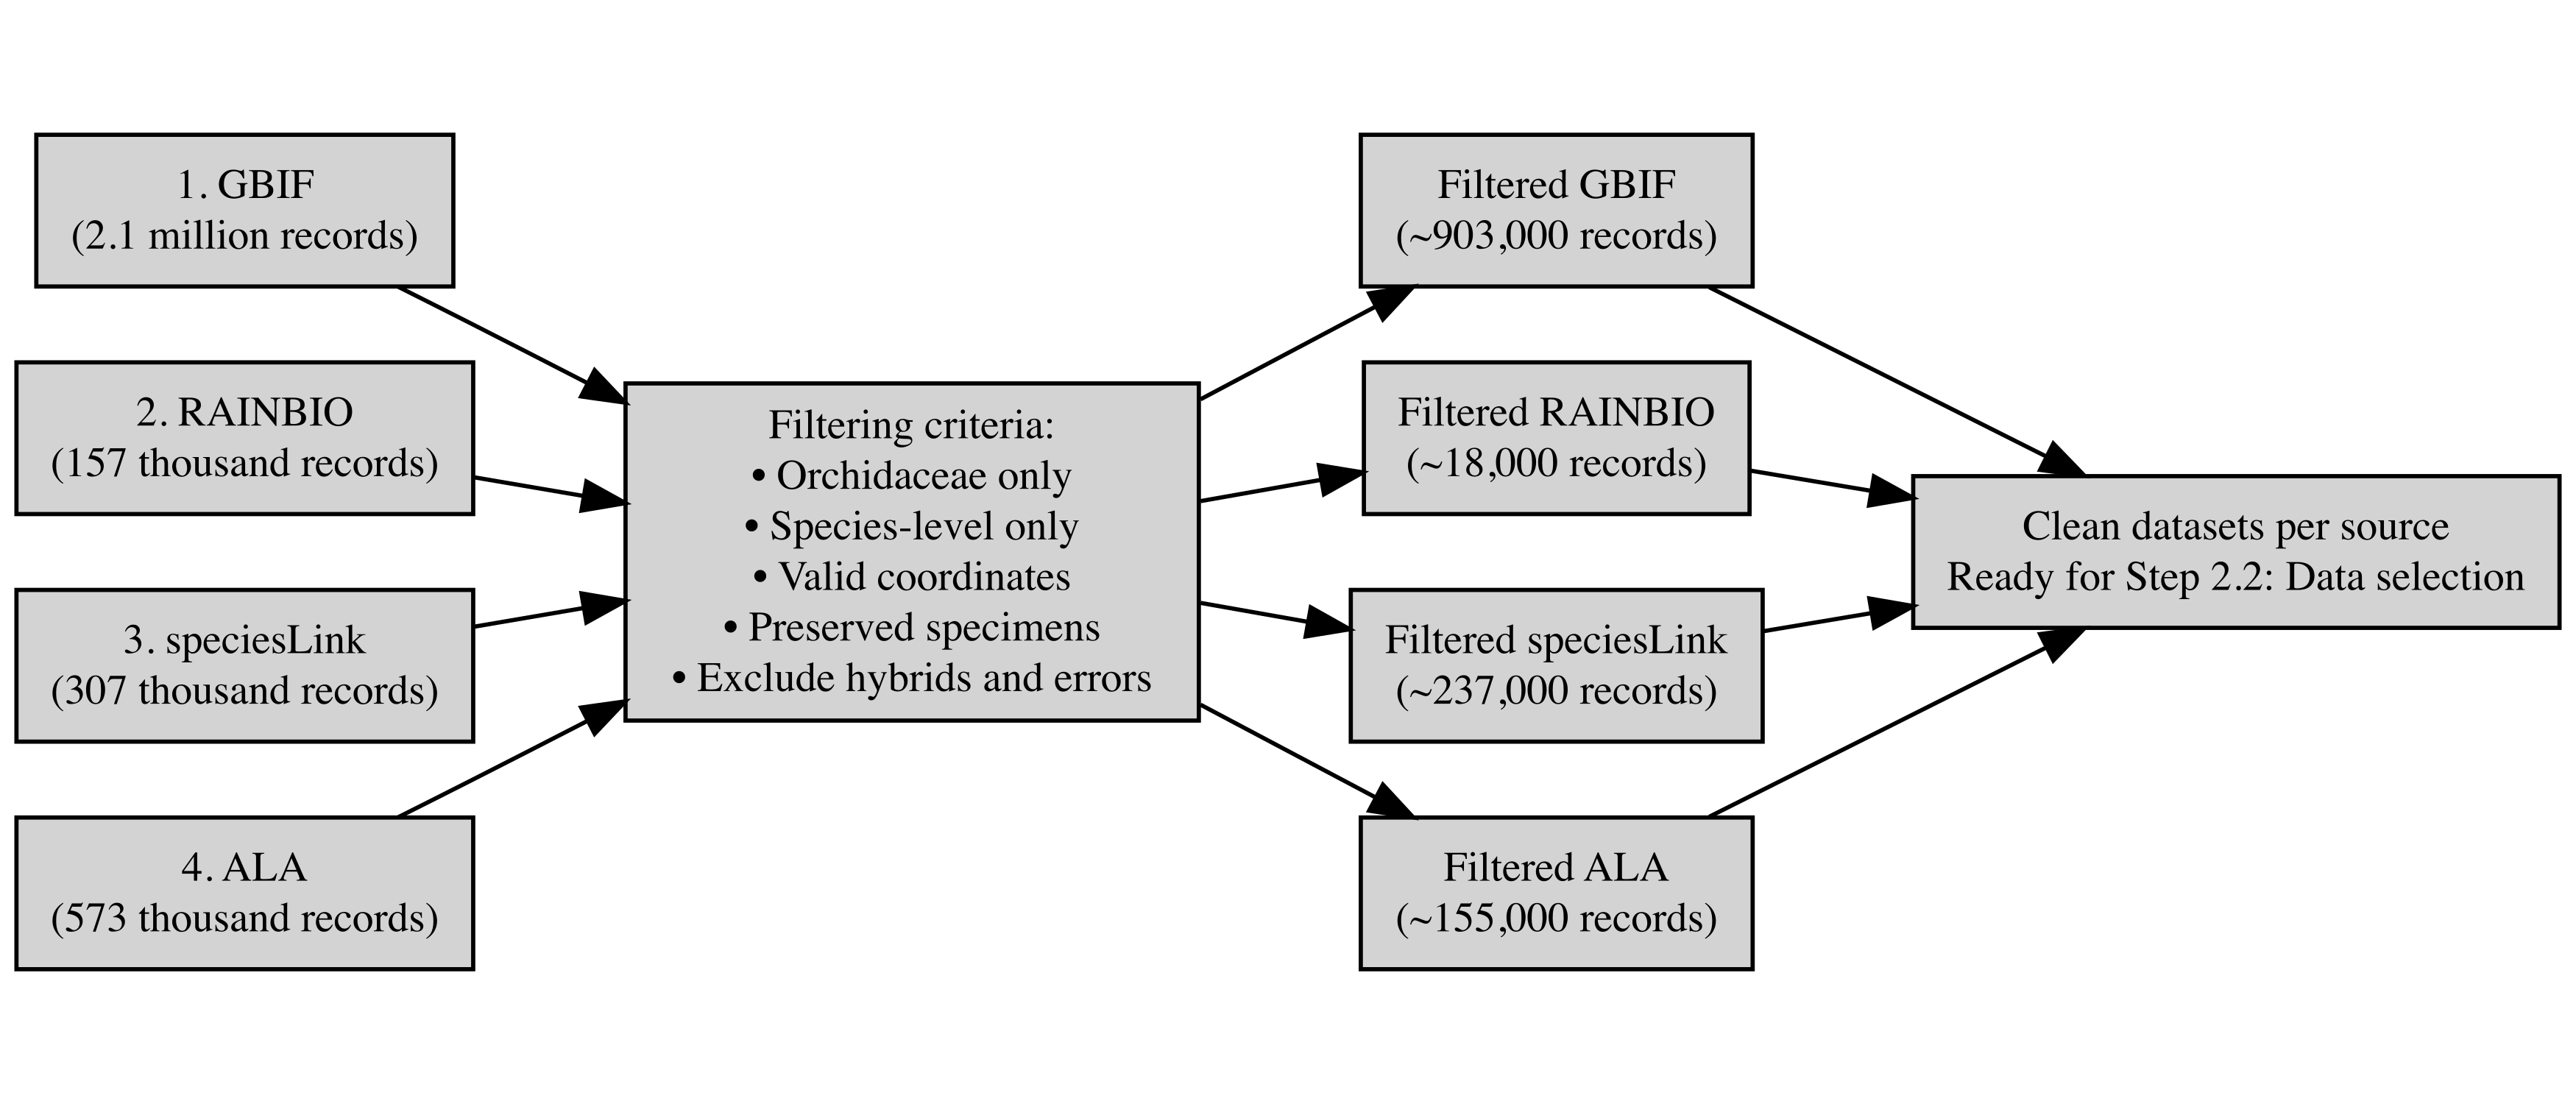 1. GBIF
(2.1 million records)
2. RAINBIO
(157 thousand records)
3. speciesLink
(307 thousand records)
4. ALA
(573 thousand records)
Filtering criteria:
• Orchidaceae only
• Species-level only
• Valid coordinates
• Preserved specimens
• Exclude hybrids and errors
Filtered GBIF
(~903,000 records)
Filtered RAINBIO
(~18,000 records)
Filtered speciesLink
(~237,000 records)
Filtered ALA
(~155,000 records)
Clean datasets per source
Ready for Step 2.2: Data selection